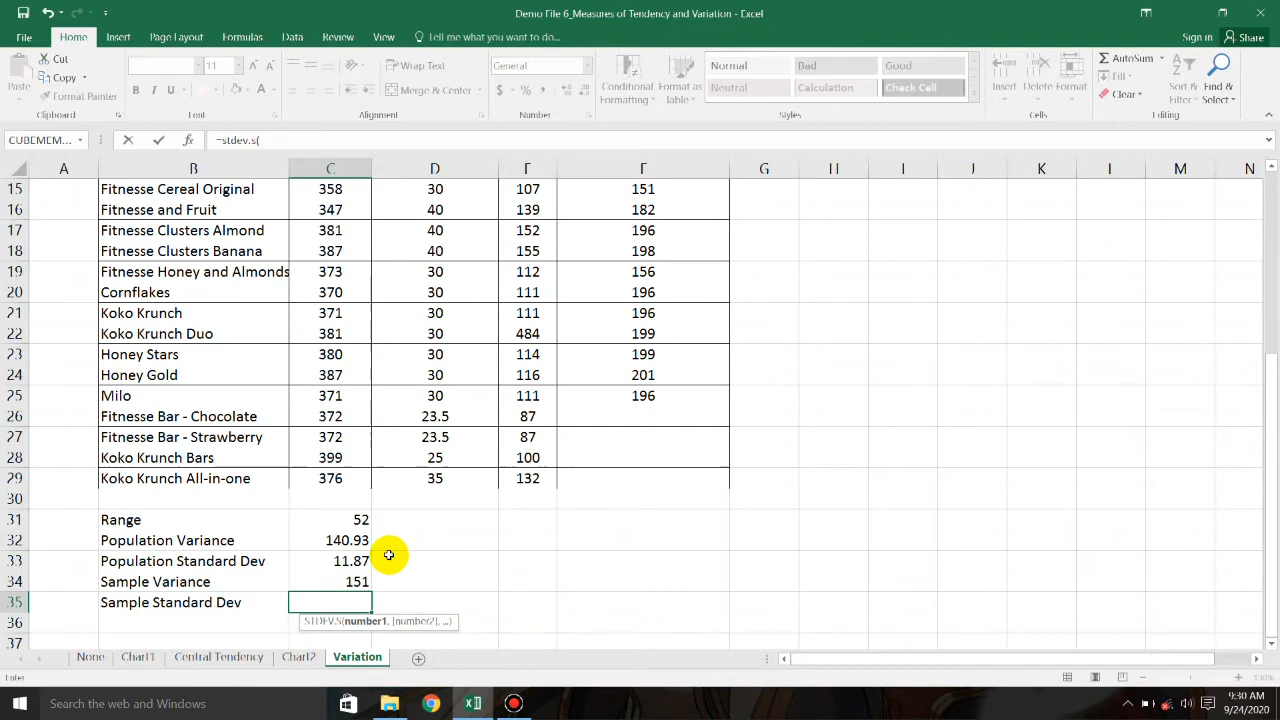 Demo File 6_Measures of Tendency and Variation - Excel
File Home Insert Page Layout Formulas Data Review View Tell me what you want to do... Sign in Share
Paste Cut Copy Format Painter
11 A A
B I U A
Wrap Text
Merge & Center
General
$ % ,
Conditional Formatting Format as Table
Normal Bad Good
Neutral Calculation Check Cell
Insert Delete Format
AutoSum
Fill
Clear
Sort & Filter Find & Select
Clipboard Font Alignment Number Styles Cells Editing
CUBEMEM... fx =stdev.s(
A B C D E F G H I J K L M N
15 Fitnesse Cereal Original 358 30 107 151
16 Fitnesse and Fruit 347 40 139 182
17 Fitnesse Clusters Almond 381 40 152 196
18 Fitnesse Clusters Banana 387 40 155 198
19 Fitnesse Honey and Almonds 373 30 112 156
20 Cornflakes 370 30 111 196
21 Koko Krunch 371 30 111 196
22 Koko Krunch Duo 381 30 484 199
23 Honey Stars 380 30 114 199
24 Honey Gold 387 30 116 201
25 Milo 371 30 111 196
26 Fitnesse Bar - Chocolate 372 23.5 87
27 Fitnesse Bar - Strawberry 372 23.5 87
28 Koko Krunch Bars 399 25 100
29 Koko Krunch All-in-one 376 35 132
30
31 Range 52
32 Population Variance 140.93
33 Population Standard Dev 11.87
34 Sample Variance 151
35 Sample Standard Dev
36 STDEV.S(number1, [number2], ...)
37
None Chart1 Central Tendency Chart2 Variation
Enter 130%
Search the web and Windows
9:30 AM
9/24/2020